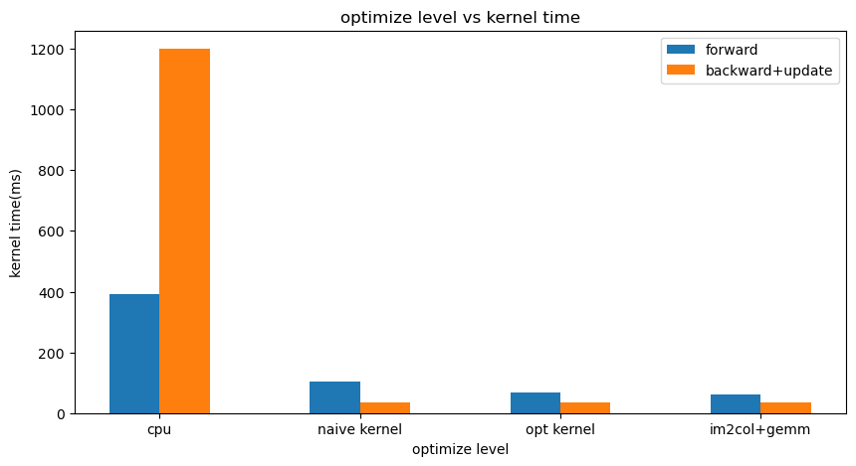 optimize level vs kernel time
forward
backward+update
kernel time(ms)
1200
1000
800
600
400
200
0
cpu
naive kernel
opt kernel
im2col+gemm
optimize level